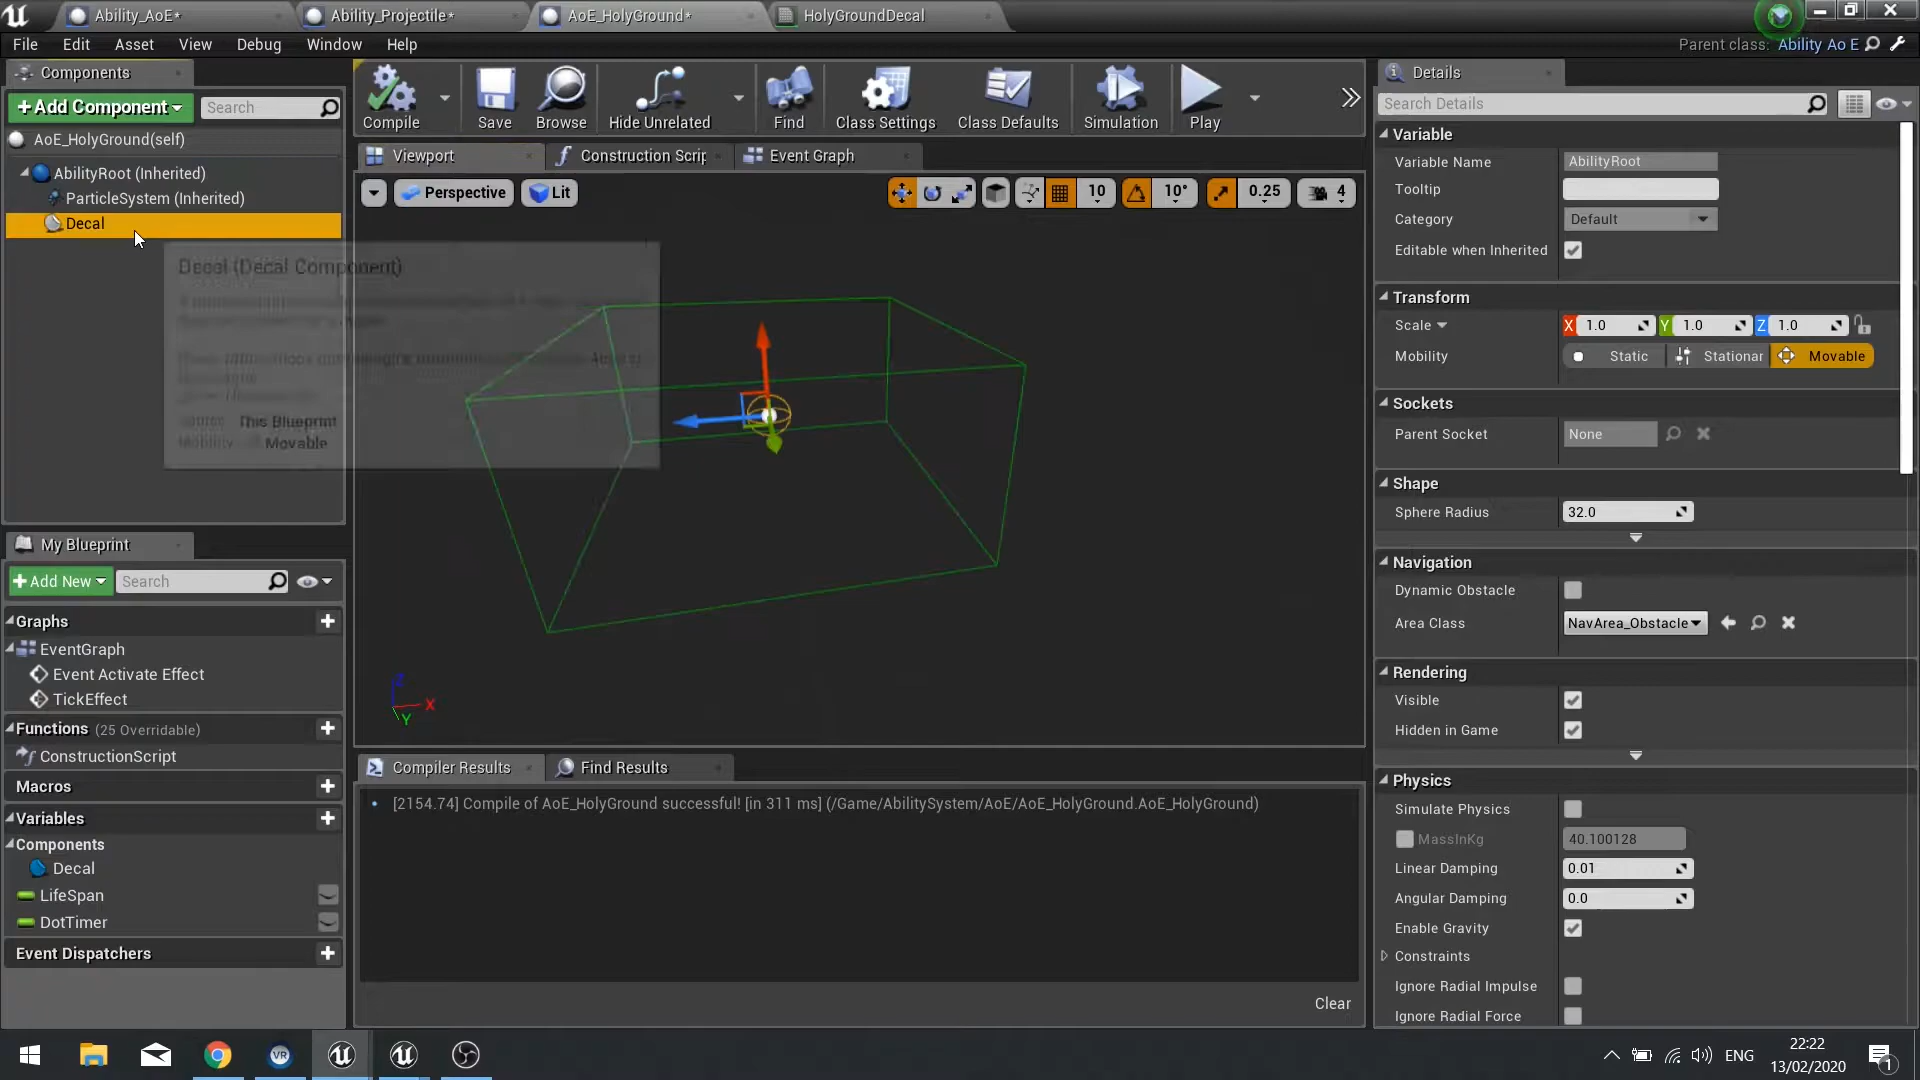 Ability_AoE*
Ability_Projectile*
AoE_HolyGround*
HolyGroundDecal
File
Edit
Asset
View
Debug
Window
Help
Parent class:
Ability Ao E
Components
+Add Component
Search
AoE_HolyGround(self)
AbilityRoot (Inherited)
ParticleSystem (Inherited)
Decal
Decal (Decal Component)
This Blueprint
Mobility
Movable
Compile
Save
Browse
Hide Unrelated
Find
Class Settings
Class Defaults
Simulation
Play
Viewport
Construction Scrip
Event Graph
Perspective
Lit
10
10°
0.25
4
Z
X
Y
My Blueprint
+Add New
Search
Graphs
EventGraph
Event Activate Effect
TickEffect
Functions (25 Overridable)
ConstructionScript
Macros
Variables
Components
Decal
LifeSpan
DotTimer
Event Dispatchers
Compiler Results
Find Results
[2154.74] Compile of AoE_HolyGround successful! [in 311 ms] (/Game/AbilitySystem/AoE/AoE_HolyGround.AoE_HolyGround)
Clear
Details
Search Details
Variable
Variable Name
AbilityRoot
Tooltip
Category
Default
Editable when Inherited
Transform
Scale
X 1.0
Y 1.0
Z 1.0
Mobility
Static
Stationar
Movable
Sockets
Parent Socket
None
Shape
Sphere Radius
32.0
Navigation
Dynamic Obstacle
Area Class
NavArea_Obstacle
Rendering
Visible
Hidden in Game
Physics
Simulate Physics
MassInKg
40.100128
Linear Damping
0.01
Angular Damping
0.0
Enable Gravity
Constraints
Ignore Radial Impulse
Ignore Radial Force
VR
ENG
22:22
13/02/2020
1